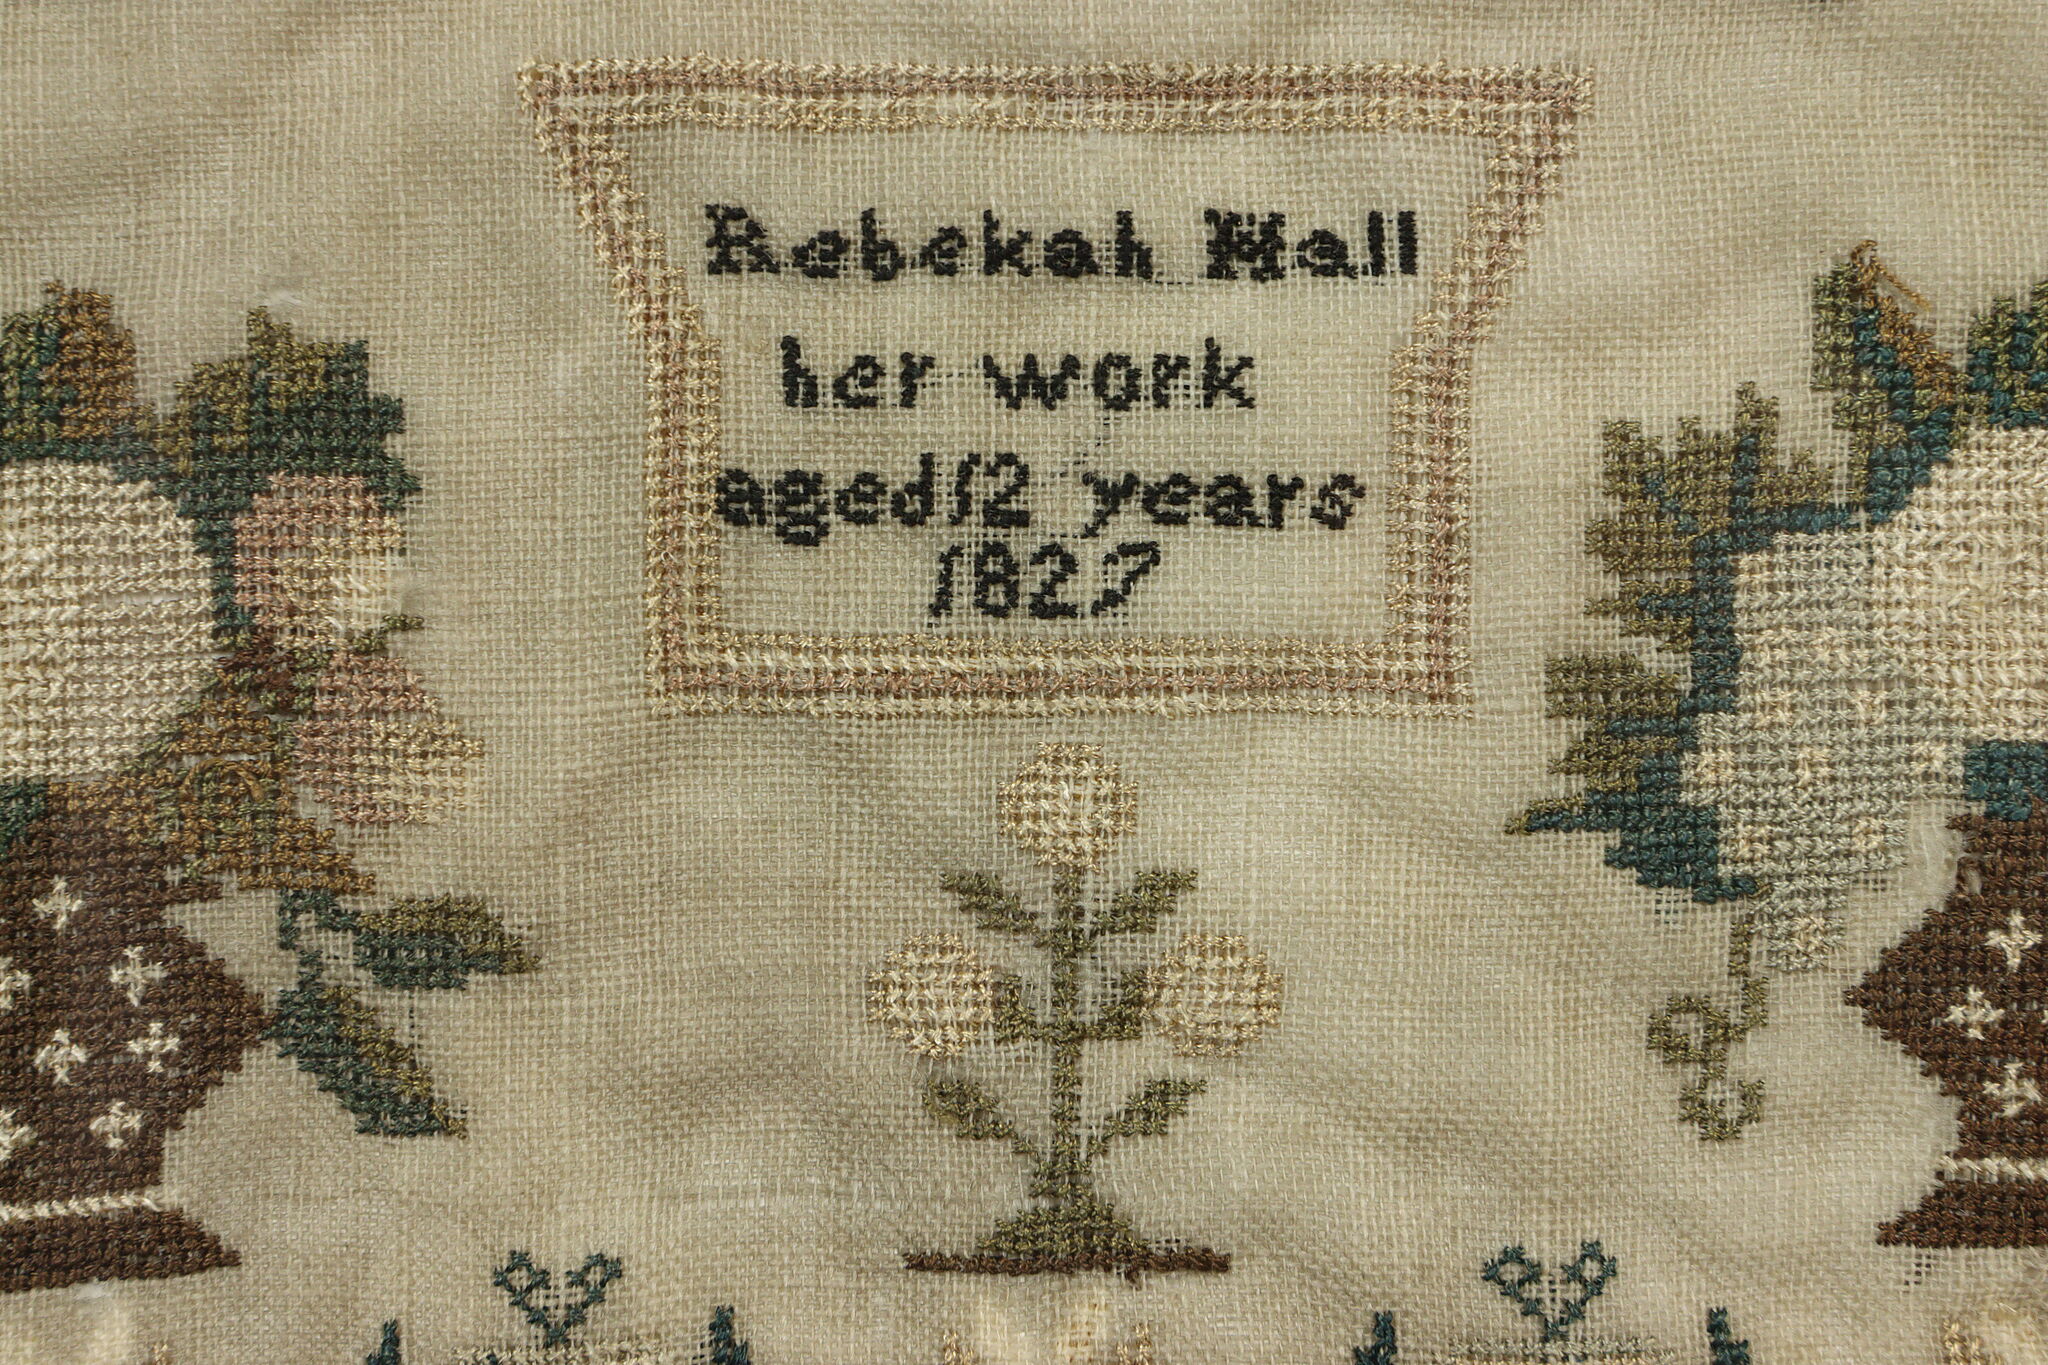 Rebekah Hall
her work
aged 12 years
1827